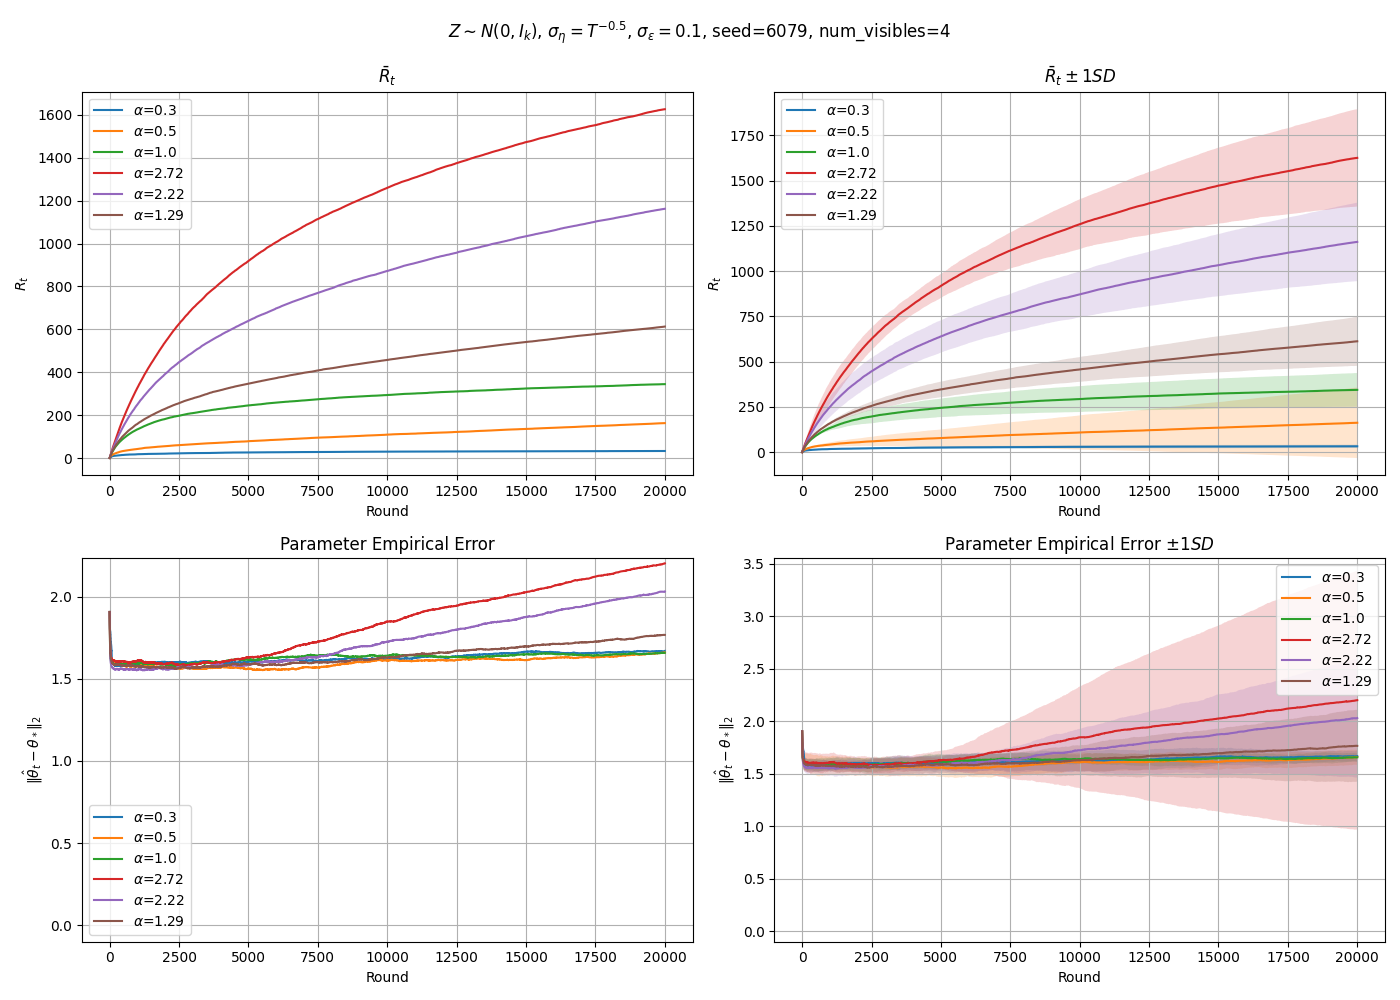 Z ∼ N(0, I_k), σ_η = T^{−0.5}, σ_ε = 0.1, seed=6079, num_visibles=4
R̄_t
R_t
1600
1400
1200
1000
800
600
400
200
0
α=0.3
α=0.5
α=1.0
α=2.72
α=2.22
α=1.29
0 2500 5000 7500 10000 12500 15000 17500 20000
Round
R̄_t ± 1SD
R_t
1750
1500
1250
1000
750
500
250
0
α=0.3
α=0.5
α=1.0
α=2.72
α=2.22
α=1.29
0 2500 5000 7500 10000 12500 15000 17500 20000
Round
Parameter Empirical Error
‖θ̂_t − θ_*‖_2
2.0
1.5
1.0
0.5
0.0
α=0.3
α=0.5
α=1.0
α=2.72
α=2.22
α=1.29
0 2500 5000 7500 10000 12500 15000 17500 20000
Round
Parameter Empirical Error ±1SD
‖θ̂_t − θ_*‖_2
3.5
3.0
2.5
2.0
1.5
1.0
0.5
0.0
α=0.3
α=0.5
α=1.0
α=2.72
α=2.22
α=1.29
0 2500 5000 7500 10000 12500 15000 17500 20000
Round